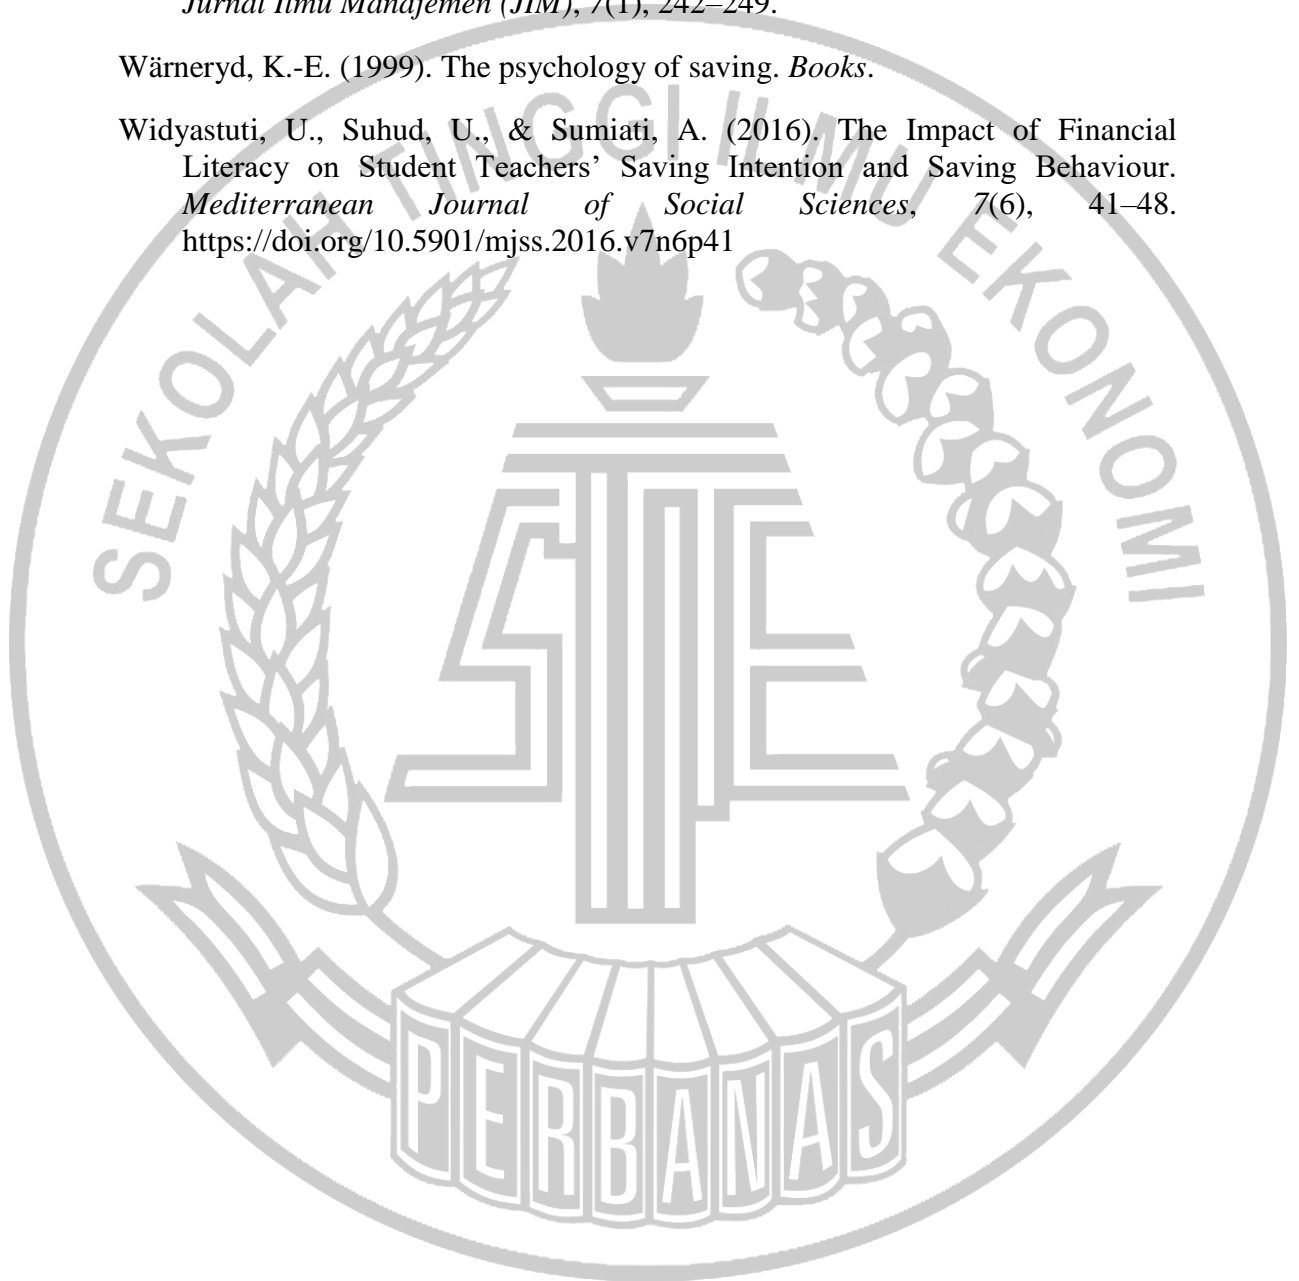 Jurnal Ilmu Manajemen (JIM), 7(1), 242–249.
Wärneryd, K.-E. (1999). The psychology of saving. Books.
Widyastuti, U., Suhud, U., & Sumiati, A. (2016). The Impact of Financial
Literacy on Student Teachers’ Saving Intention and Saving Behaviour.
Mediterranean Journal of Social Sciences, 7(6), 41–48.
https://doi.org/10.5901/mjss.2016.v7n6p41
SEKOLAH TINGGI ILMU EKONOMI
STIE
PERBANAS